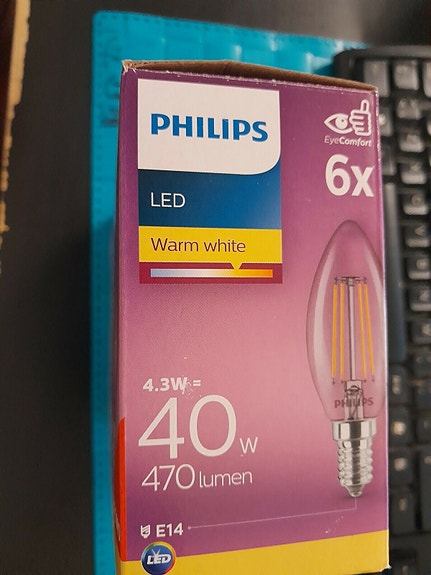 PHILIPS
EyeComfort
6x
LED
Warm white
PHILIPS
4.3W =
40W
470 lumen
E14
LED